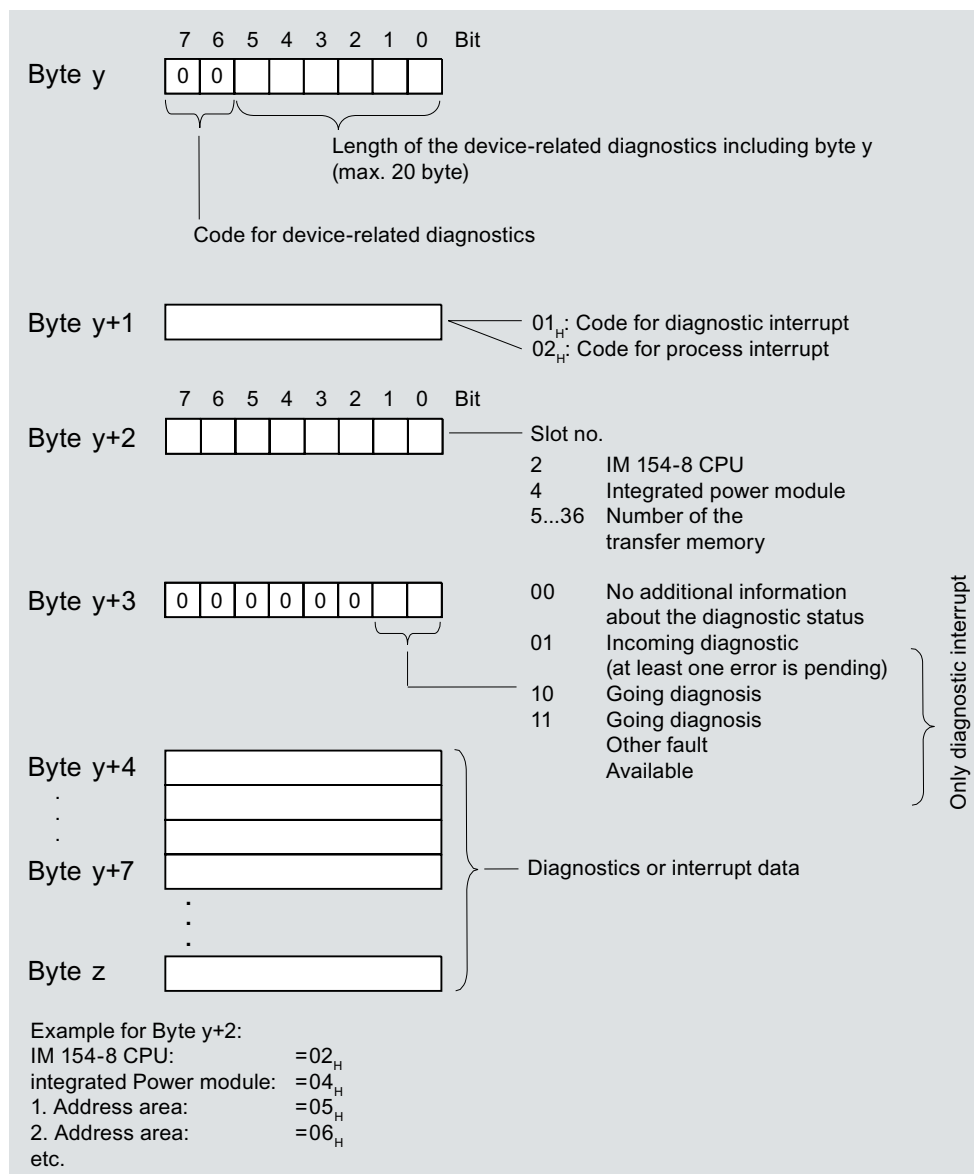 7 6 5 4 3 2 1 0 Bit
Byte y
0 0
Length of the device-related diagnostics including byte y
(max. 20 byte)
Code for device-related diagnostics
Byte y+1
01H: Code for diagnostic interrupt
02H: Code for process interrupt
7 6 5 4 3 2 1 0 Bit
Byte y+2
Slot no.
2 IM 154-8 CPU
4 Integrated power module
5...36 Number of the
transfer memory
Byte y+3
0 0 0 0 0 0
00 No additional information
about the diagnostic status
01 Incoming diagnostic
(at least one error is pending)
10 Going diagnosis
11 Going diagnosis
Other fault
Available
Only diagnostic interrupt
Byte y+4
.
.
.
Byte y+7
Diagnostics or interrupt data
.
.
.
Byte z
Example for Byte y+2:
IM 154-8 CPU: =02H
integrated Power module: =04H
1. Address area: =05H
2. Address area: =06H
etc.